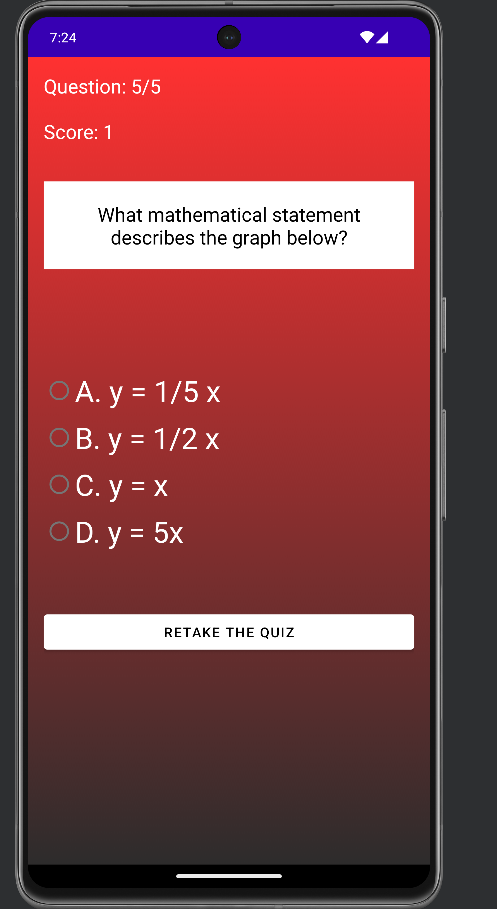 7:24
Question: 5/5
Score: 1
What mathematical statement
describes the graph below?
A. y = 1/5 x
B. y = 1/2 x
C. y = x
D. y = 5x
RETAKE THE QUIZ